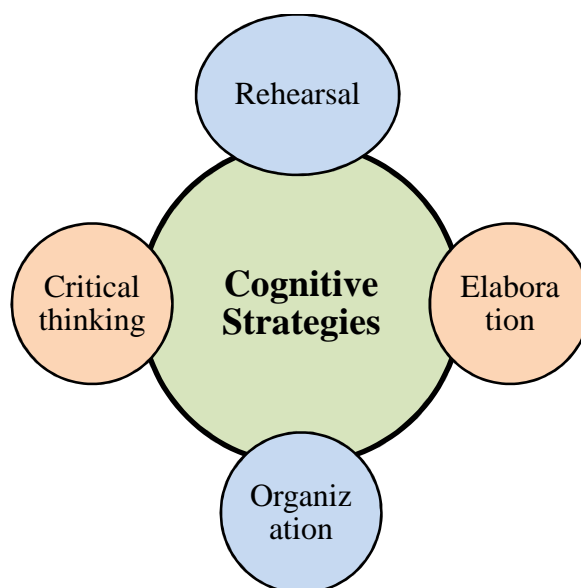 Rehearsal
Critical
thinking
Cognitive
Strategies
Elabora
tion
Organiz
ation